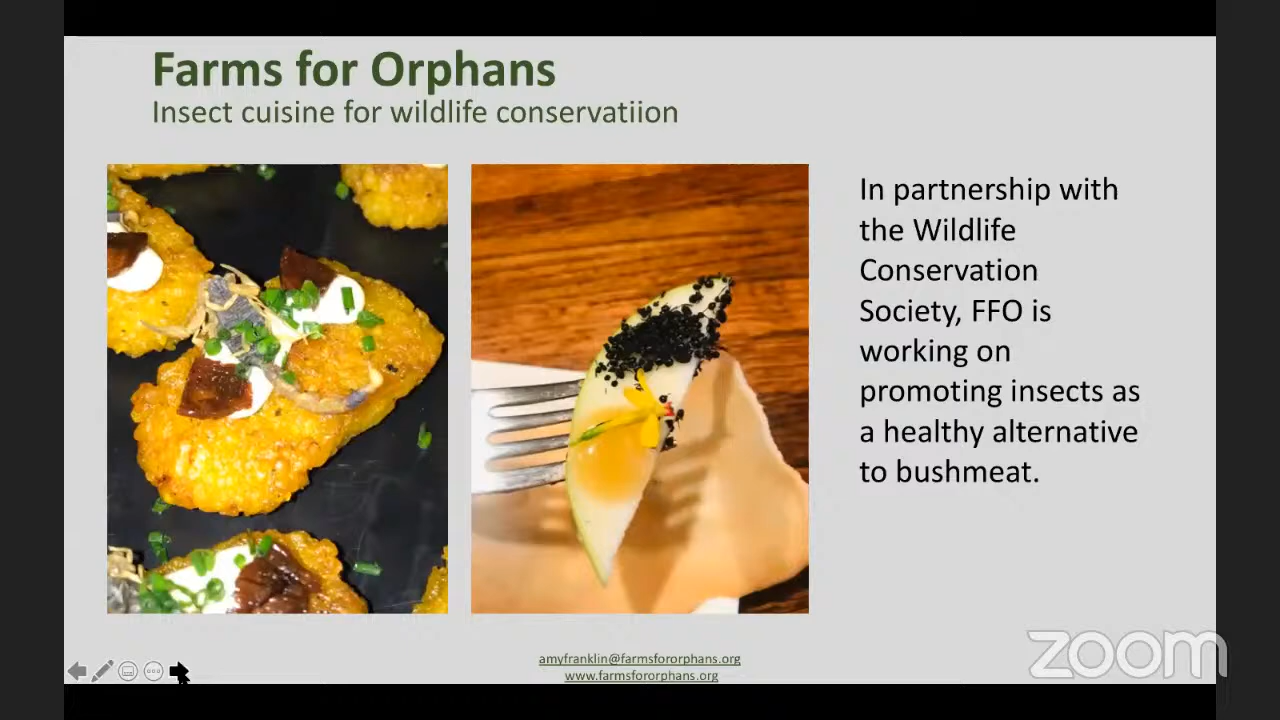 Farms for Orphans
Insect cuisine for wildlife conservatiion
In partnership with
the Wildlife
Conservation
Society, FFO is
working on
promoting insects as
a healthy alternative
to bushmeat.
amyfranklin@farmsfororphans.org
www.farmsfororphans.org
zoom